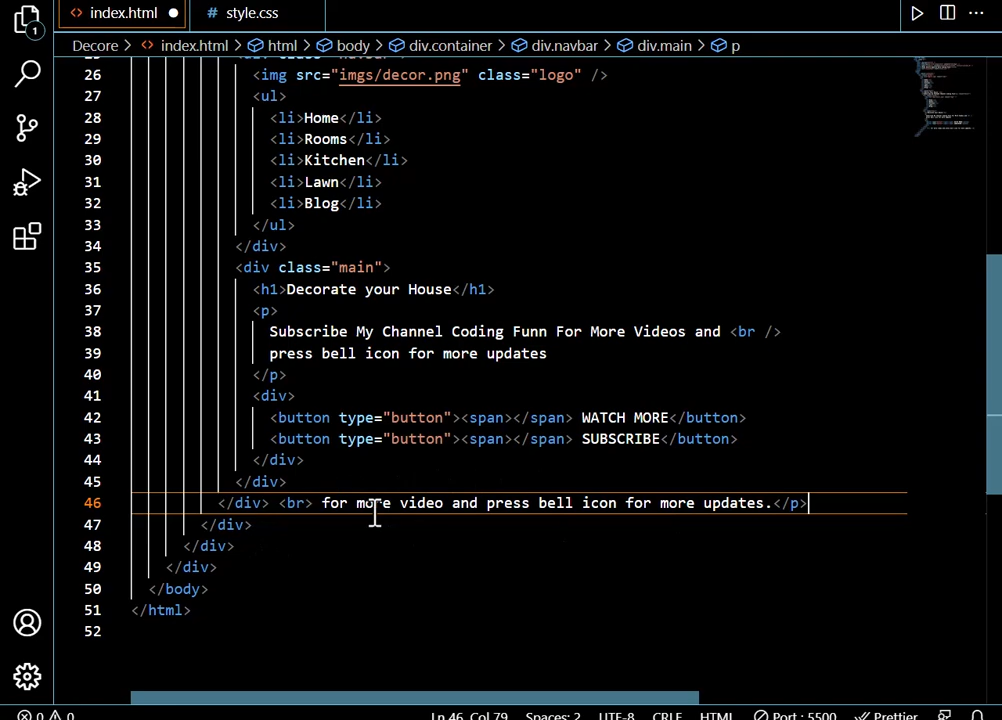 index.html
style.css
Decore > index.html > html > body > div.container > div.navbar > div.main > p
26 <img src="imgs/decor.png" class="logo" />
27 <ul>
28 <li>Home</li>
29 <li>Rooms</li>
30 <li>Kitchen</li>
31 <li>Lawn</li>
32 <li>Blog</li>
33 </ul>
34 </div>
35 <div class="main">
36 <h1>Decorate your House</h1>
37 <p>
38 Subscribe My Channel Coding Funn For More Videos and <br />
39 press bell icon for more updates
40 </p>
41 <div>
42 <button type="button"><span></span> WATCH MORE</button>
43 <button type="button"><span></span> SUBSCRIBE</button>
44 </div>
45 </div>
46 </div> <br> for more video and press bell icon for more updates.</p>
47 </div>
48 </div>
49 </div>
50 </body>
51 </html>
52
1
0 0 Ln 46, Col 79 Spaces: 2 UTF-8 CRLF HTML Port : 5500 Prettier